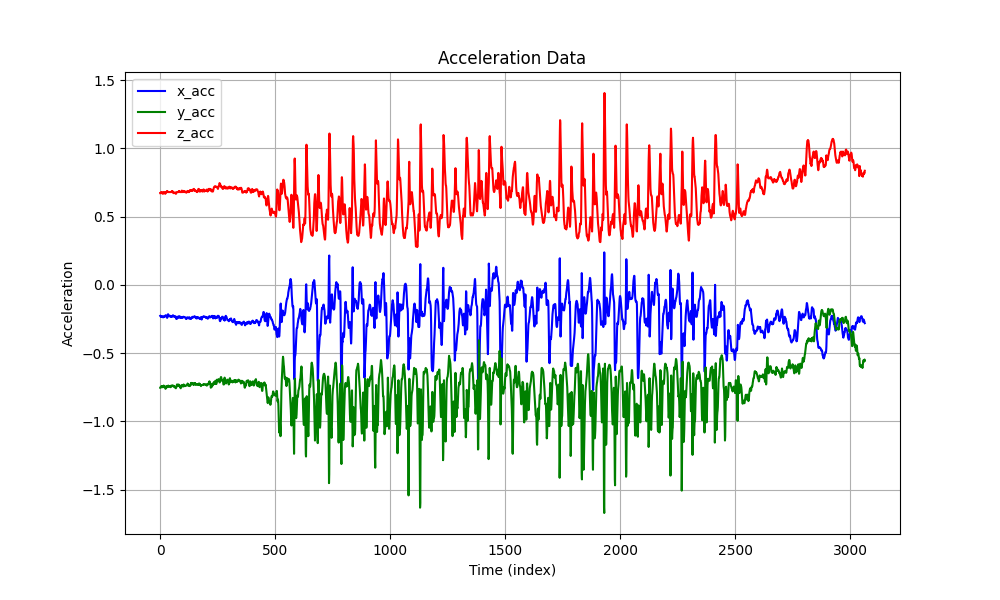 Acceleration Data
1.5
1.0
0.5
0.0
−0.5
−1.0
−1.5
Acceleration
x_acc
y_acc
z_acc
0 500 1000 1500 2000 2500 3000
Time (index)